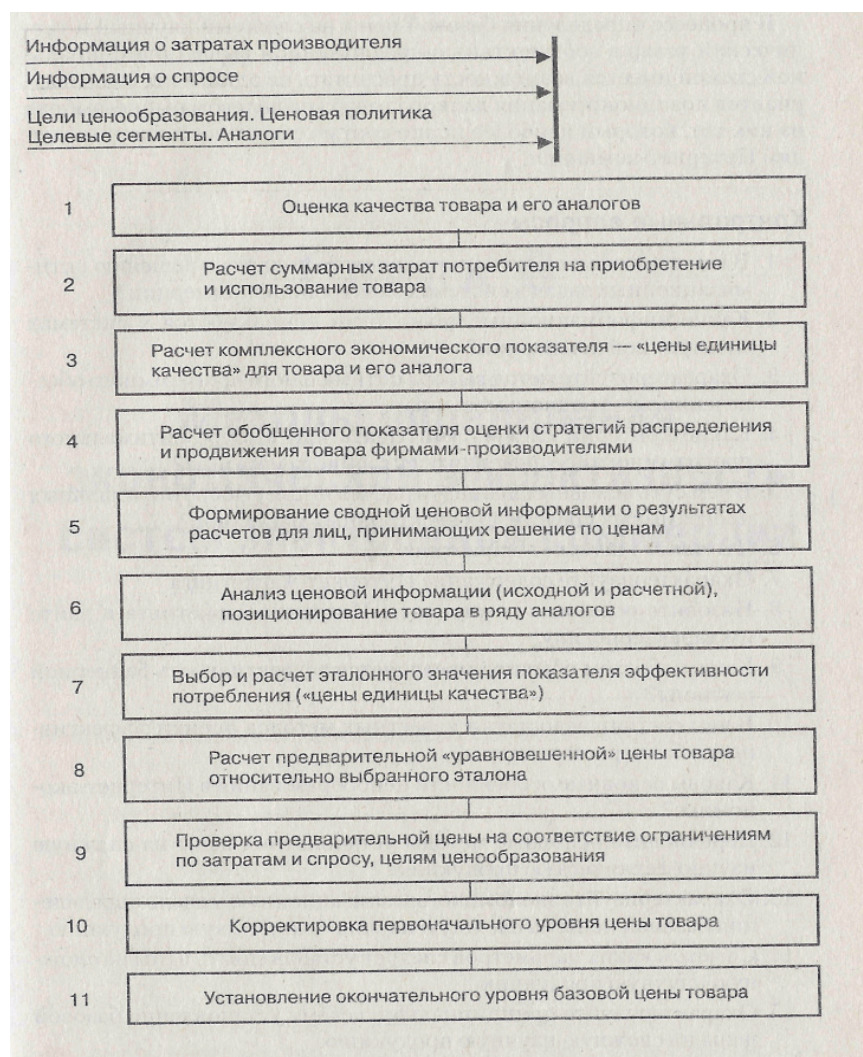 Информация о затратах производителя
Информация о спросе
Цели ценообразования. Ценовая политика
Целевые сегменты. Аналоги
1
Оценка качества товара и его аналогов
2
Расчет суммарных затрат потребителя на приобретение
и использование товара
3
Расчет комплексного экономического показателя — «цены единицы
качества» для товара и его аналога
4
Расчет обобщенного показателя оценки стратегий распределения
и продвижения товара фирмами-производителями
5
Формирование сводной ценовой информации о результатах
расчетов для лиц, принимающих решение по ценам
6
Анализ ценовой информации (исходной и расчетной),
позиционирование товара в ряду аналогов
7
Выбор и расчет эталонного значения показателя эффективности
потребления («цены единицы качества»)
8
Расчет предварительной «уравновешенной» цены товара
относительно выбранного эталона
9
Проверка предварительной цены на соответствие ограничениям
по затратам и спросу, целям ценообразования
10
Корректировка первоначального уровня цены товара
11
Установление окончательного уровня базовой цены товара